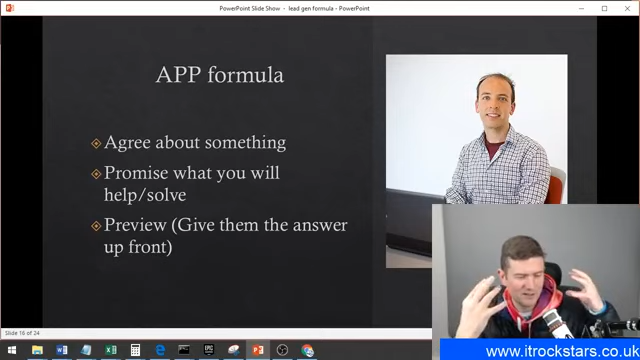 PowerPoint Slide Show - lead gen formula - PowerPoint
APP formula
Agree about something
Promise what you will
help/solve
Preview (Give them the answer
up front)
Slide 16 of 24
www.itrockstars.co.uk